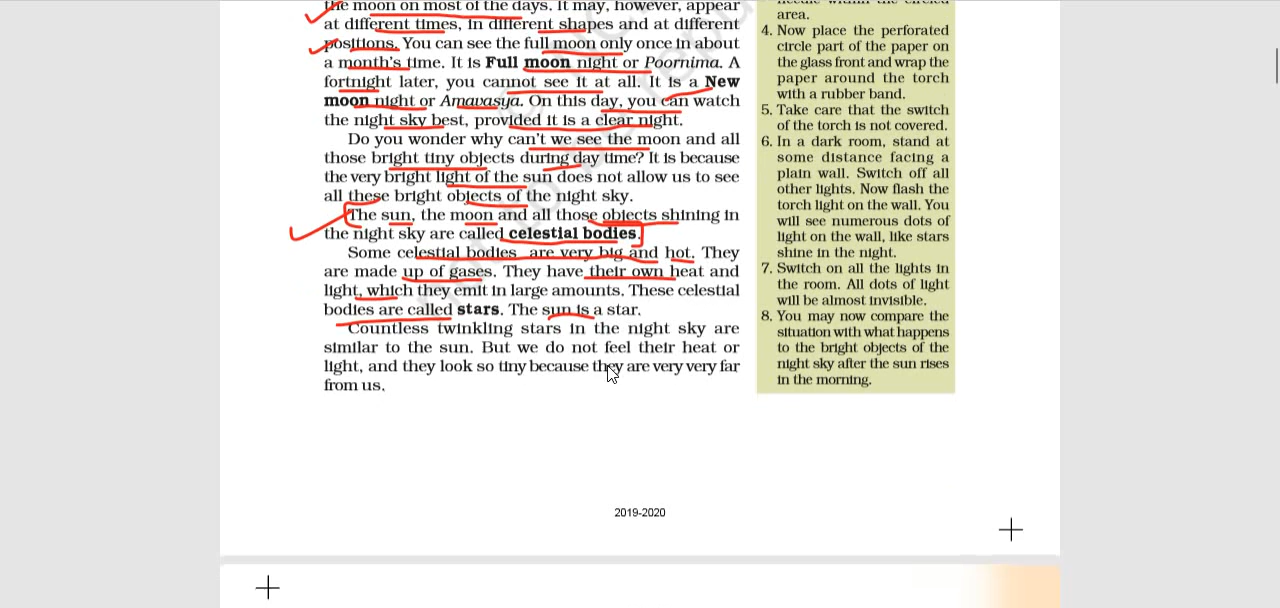 the moon on most of the days. It may, however, appear
at different times, in different shapes and at different
positions. You can see the full moon only once in about
a month's time. It is Full moon night or Poornima. A
fortnight later, you cannot see it at all. It is a New
moon night or Amavasya. On this day, you can watch
the night sky best, provided it is a clear night.
Do you wonder why can't we see the moon and all
those bright tiny objects during day time? It is because
the very bright light of the sun does not allow us to see
all these bright objects of the night sky.
The sun, the moon and all those objects shining in
the night sky are called celestial bodies.
Some celestial bodies are very big and hot. They
are made up of gases. They have their own heat and
light, which they emit in large amounts. These celestial
bodies are called stars. The sun is a star.
Countless twinkling stars in the night sky are
similar to the sun. But we do not feel their heat or
light, and they look so tiny because they are very very far
from us.
needle within the circled
area.
4. Now place the perforated
circle part of the paper on
the glass front and wrap the
paper around the torch
with a rubber band.
5. Take care that the switch
of the torch is not covered.
6. In a dark room, stand at
some distance facing a
plain wall. Switch off all
other lights. Now flash the
torch light on the wall. You
will see numerous dots of
light on the wall, like stars
shine in the night.
7. Switch on all the lights in
the room. All dots of light
will be almost invisible.
8. You may now compare the
situation with what happens
to the bright objects of the
night sky after the sun rises
in the morning.
2019-2020